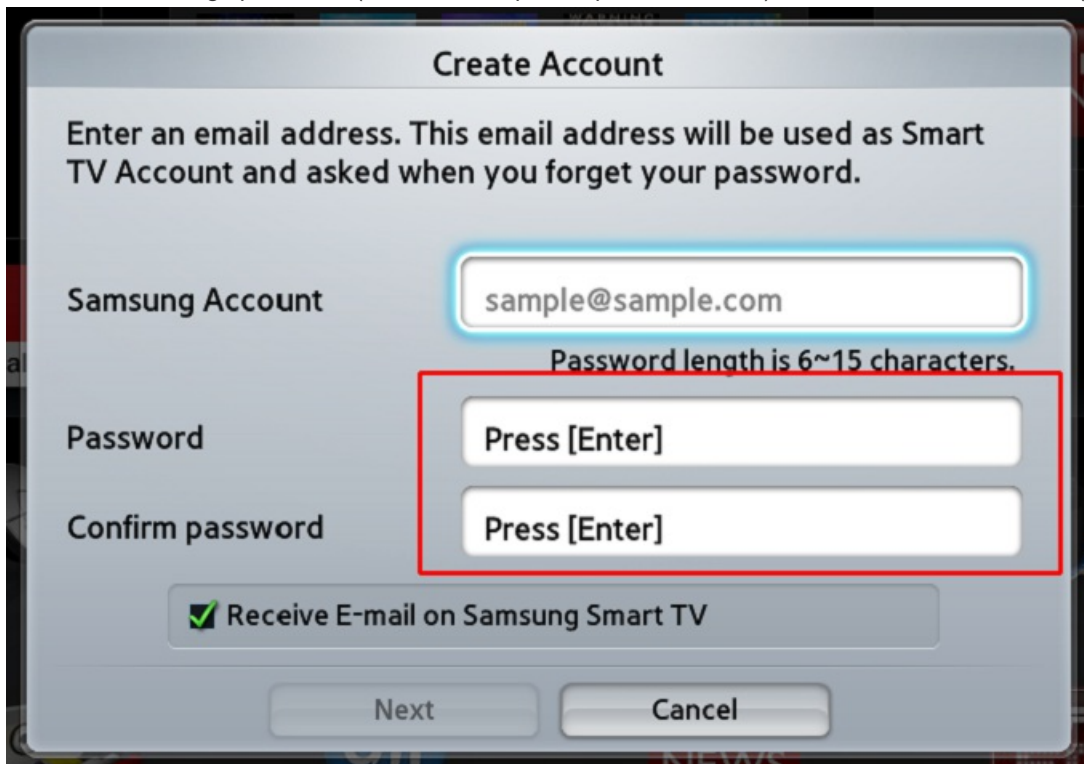 WARNING
Create Account
Enter an email address. This email address will be used as Smart
TV Account and asked when you forget your password.
Samsung Account
sample@sample.com
Password length is 6~15 characters.
Password
Press [Enter]
Confirm password
Press [Enter]
Receive E-mail on Samsung Smart TV
Next
Cancel
NEWS